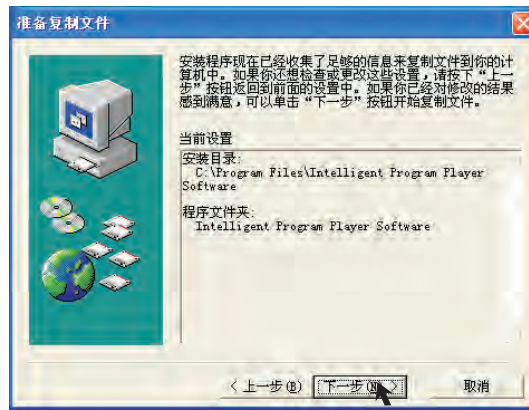 准备复制文件
安装程序现在已经收集了足够的信息来复制文件到你的计
算机中。如果你还想检查或更改这些设置，请按下“上一
步”按钮返回到前面的设置中。如果你已经对修改的结果
感到满意，可以单击“下一步”按钮开始复制文件。
当前设置
安装目录:
C:\Program Files\Intelligent Program Player
Software
程序文件夹:
Intelligent Program Player Software
< 上一步(B) 下一步(N) > 取消